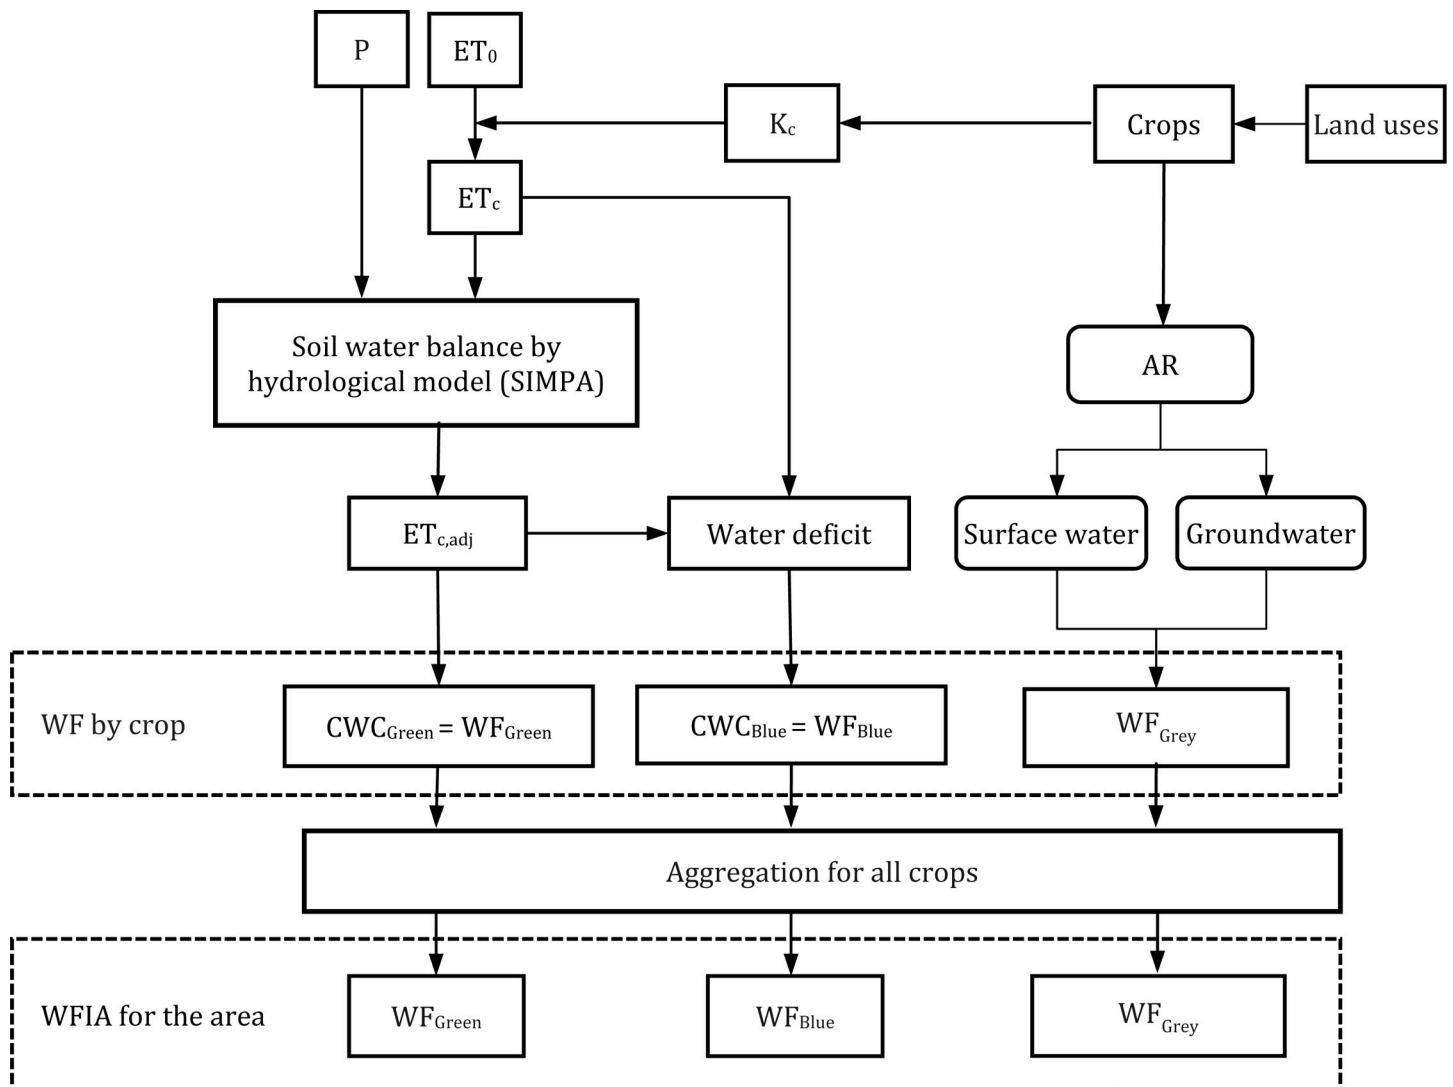 P
ET0
Kc
Crops
Land uses
ETc
Soil water balance by
hydrological model (SIMPA)
AR
ETc,adj
Water deficit
Surface water
Groundwater
WF by crop
CWCGreen = WFGreen
CWCBlue = WFBlue
WFGrey
Aggregation for all crops
WFIA for the area
WFGreen
WFBlue
WFGrey